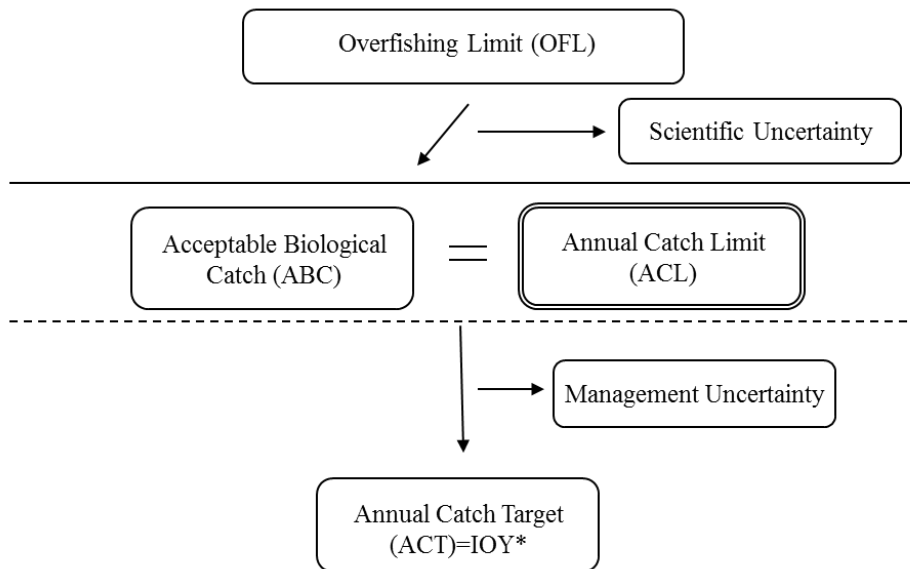 Overfishing Limit (OFL)
Scientific Uncertainty
Acceptable Biological
Catch (ABC)
=
Annual Catch Limit
(ACL)
Management Uncertainty
Annual Catch Target
(ACT)=IOY*